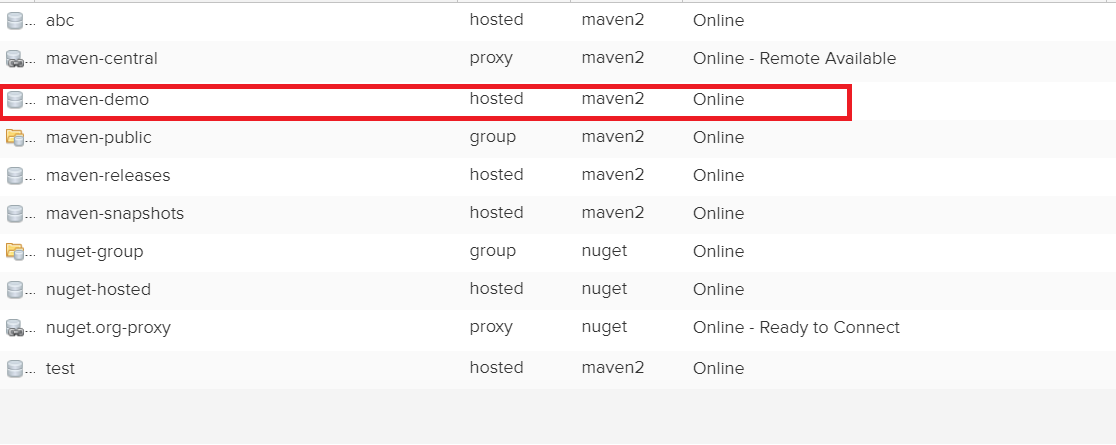 ... abc hosted maven2 Online
... maven-central proxy maven2 Online - Remote Available
... maven-demo hosted maven2 Online
... maven-public group maven2 Online
... maven-releases hosted maven2 Online
... maven-snapshots hosted maven2 Online
... nuget-group group nuget Online
... nuget-hosted hosted nuget Online
... nuget.org-proxy proxy nuget Online - Ready to Connect
... test hosted maven2 Online